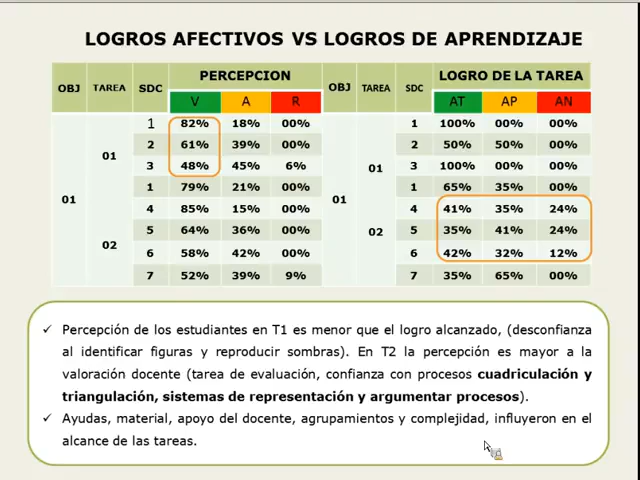 LOGROS AFECTIVOS VS LOGROS DE APRENDIZAJE
OBJ TAREA SDC PERCEPCION OBJ TAREA SDC LOGRO DE LA TAREA
V A R AT AP AN
1 82% 18% 00% 1 100% 00% 00%
01 2 61% 39% 00% 01 2 50% 50% 00%
3 48% 45% 6% 3 100% 00% 00%
01 1 79% 21% 00% 01 1 65% 35% 00%
4 85% 15% 00% 4 41% 35% 24%
02 5 64% 36% 00% 02 5 35% 41% 24%
6 58% 42% 00% 6 42% 32% 12%
7 52% 39% 9% 7 35% 65% 00%
✓ Percepción de los estudiantes en T1 es menor que el logro alcanzado, (desconfianza
al identificar figuras y reproducir sombras). En T2 la percepción es mayor a la
valoración docente (tarea de evaluación, confianza con procesos cuadriculación y
triangulación, sistemas de representación y argumentar procesos).
✓ Ayudas, material, apoyo del docente, agrupamientos y complejidad, influyeron en el
alcance de las tareas.